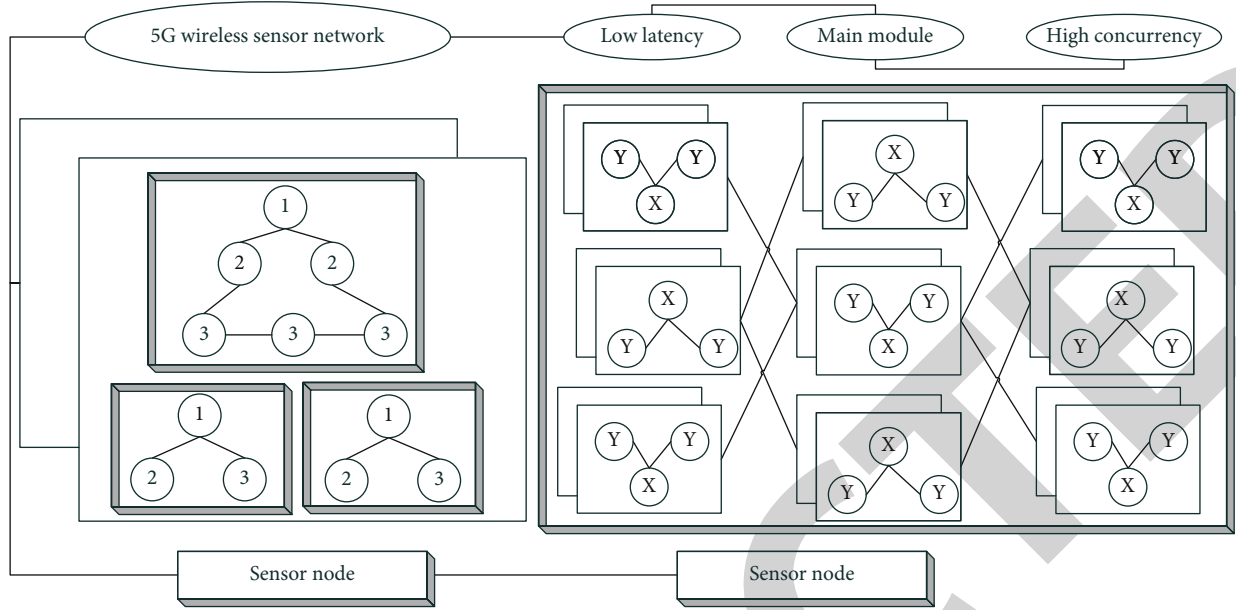 5G wireless sensor network
Low latency
Main module
High concurrency
1
2 2
3 3 3
1
2 3
1
2 3
Y Y
X
X
Y Y
Y Y
X
X
Y Y
Y Y
X
X
Y Y
Y Y
X
X
Y Y
Y Y
X
Sensor node
Sensor node
CTED